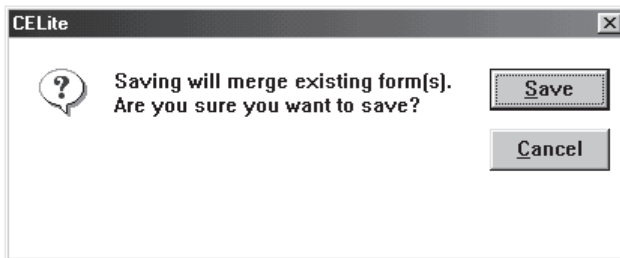 CELite
Saving will merge existing form(s).
Are you sure you want to save?
Save
Cancel